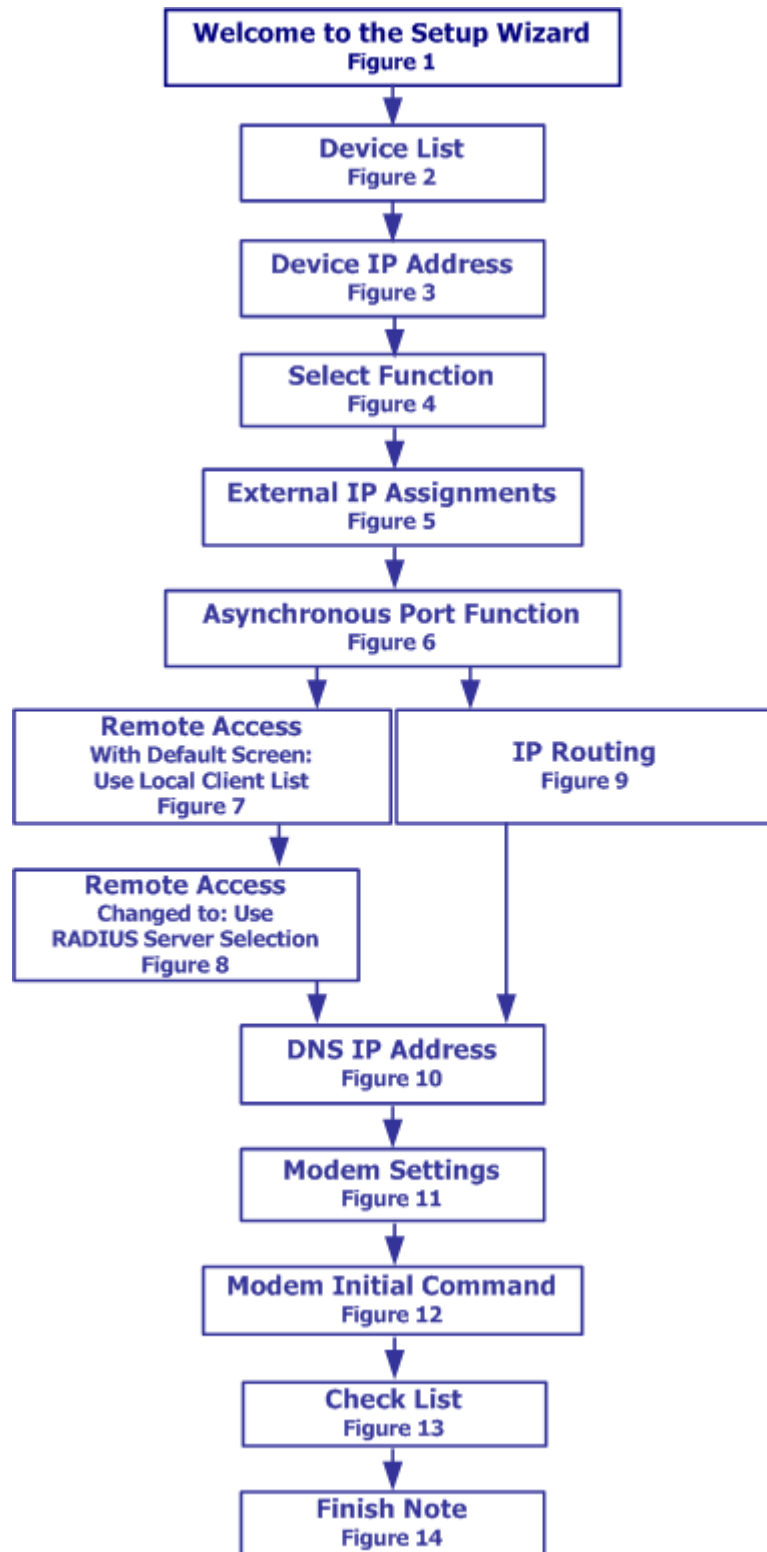 Welcome to the Setup Wizard
Figure 1
Device List
Figure 2
Device IP Address
Figure 3
Select Function
Figure 4
External IP Assignments
Figure 5
Asynchronous Port Function
Figure 6
Remote Access
With Default Screen:
Use Local Client List
Figure 7
IP Routing
Figure 9
Remote Access
Changed to: Use
RADIUS Server Selection
Figure 8
DNS IP Address
Figure 10
Modem Settings
Figure 11
Modem Initial Command
Figure 12
Check List
Figure 13
Finish Note
Figure 14